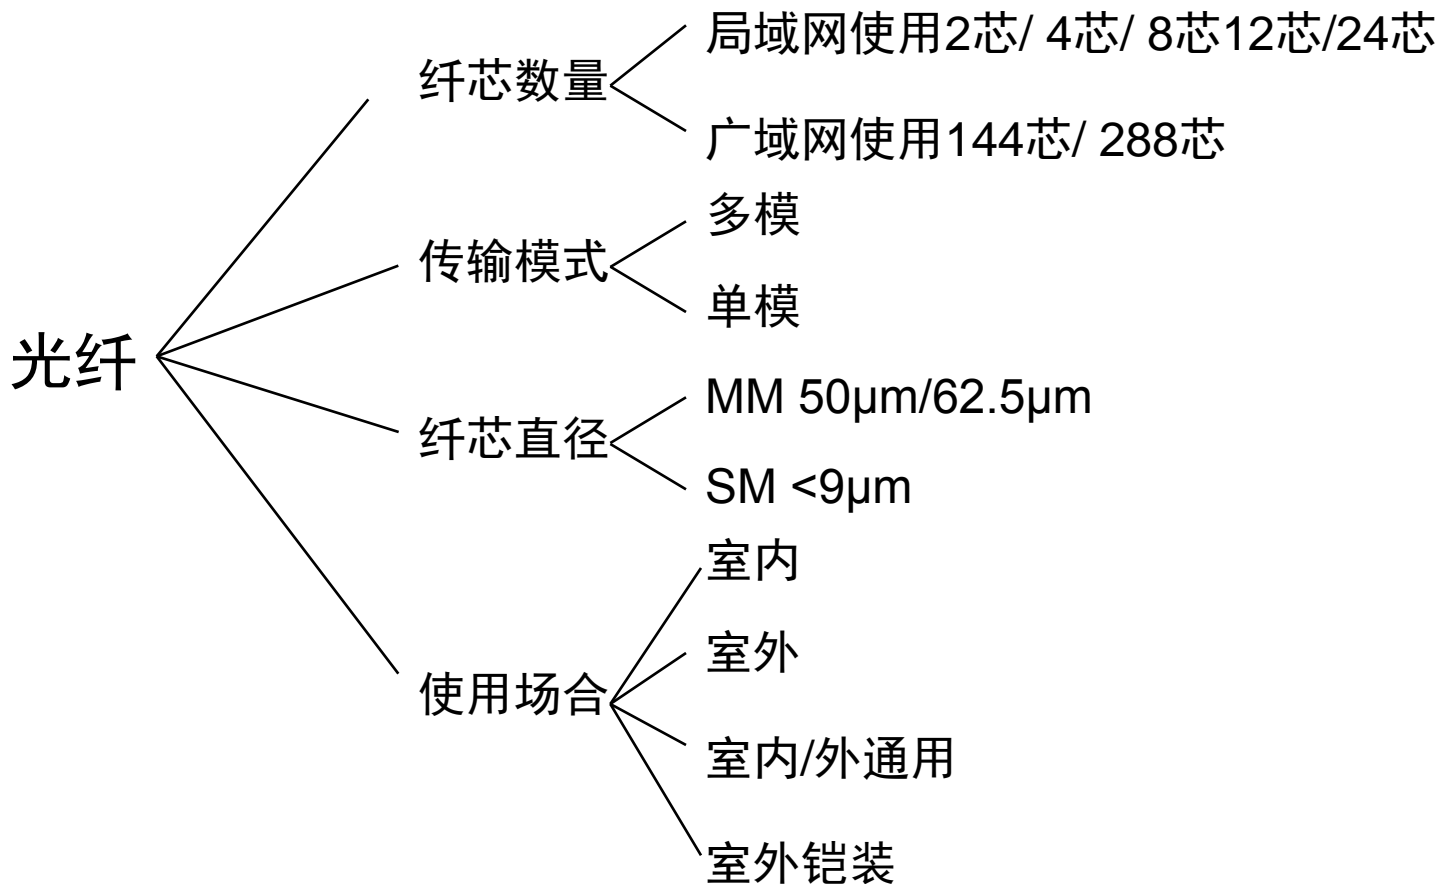 光纤
纤芯数量
局域网使用2芯/ 4芯/ 8芯12芯/24芯
广域网使用144芯/ 288芯
传输模式
多模
单模
纤芯直径
MM 50μm/62.5μm
SM <9μm
使用场合
室内
室外
室内/外通用
室外铠装